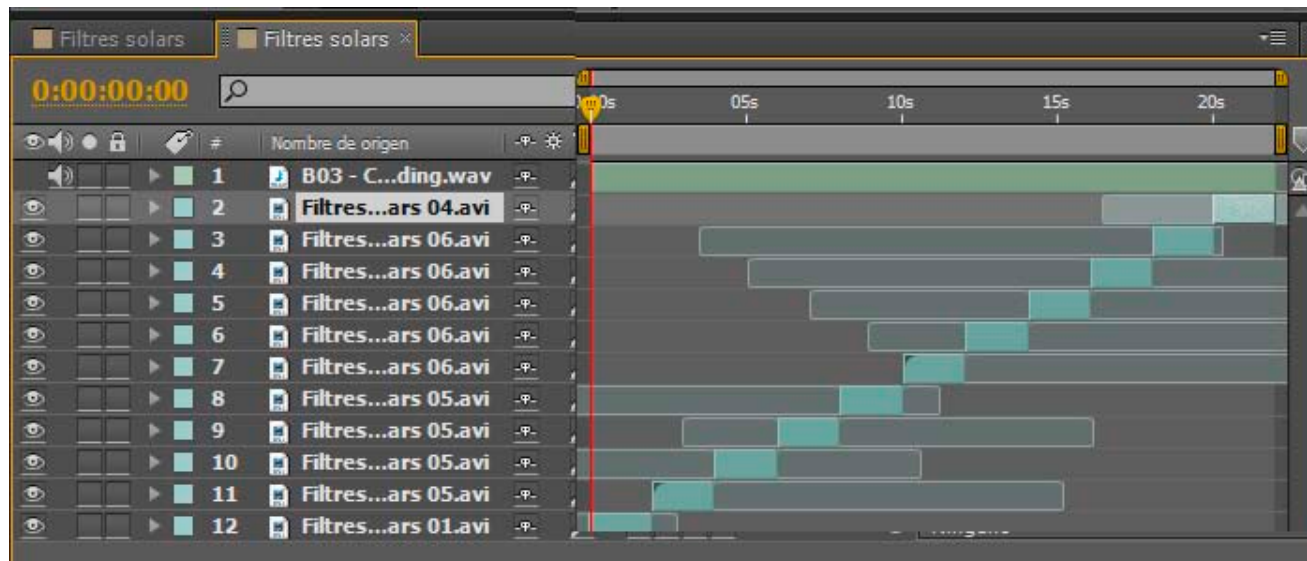 Filtres solars Filtres solars ×
0:00:00:00
0s 05s 10s 15s 20s
# Nombre de origen
1 B03 - C...ding.wav
2 Filtres...ars 04.avi
3 Filtres...ars 06.avi
4 Filtres...ars 06.avi
5 Filtres...ars 06.avi
6 Filtres...ars 06.avi
7 Filtres...ars 06.avi
8 Filtres...ars 05.avi
9 Filtres...ars 05.avi
10 Filtres...ars 05.avi
11 Filtres...ars 05.avi
12 Filtres...ars 01.avi